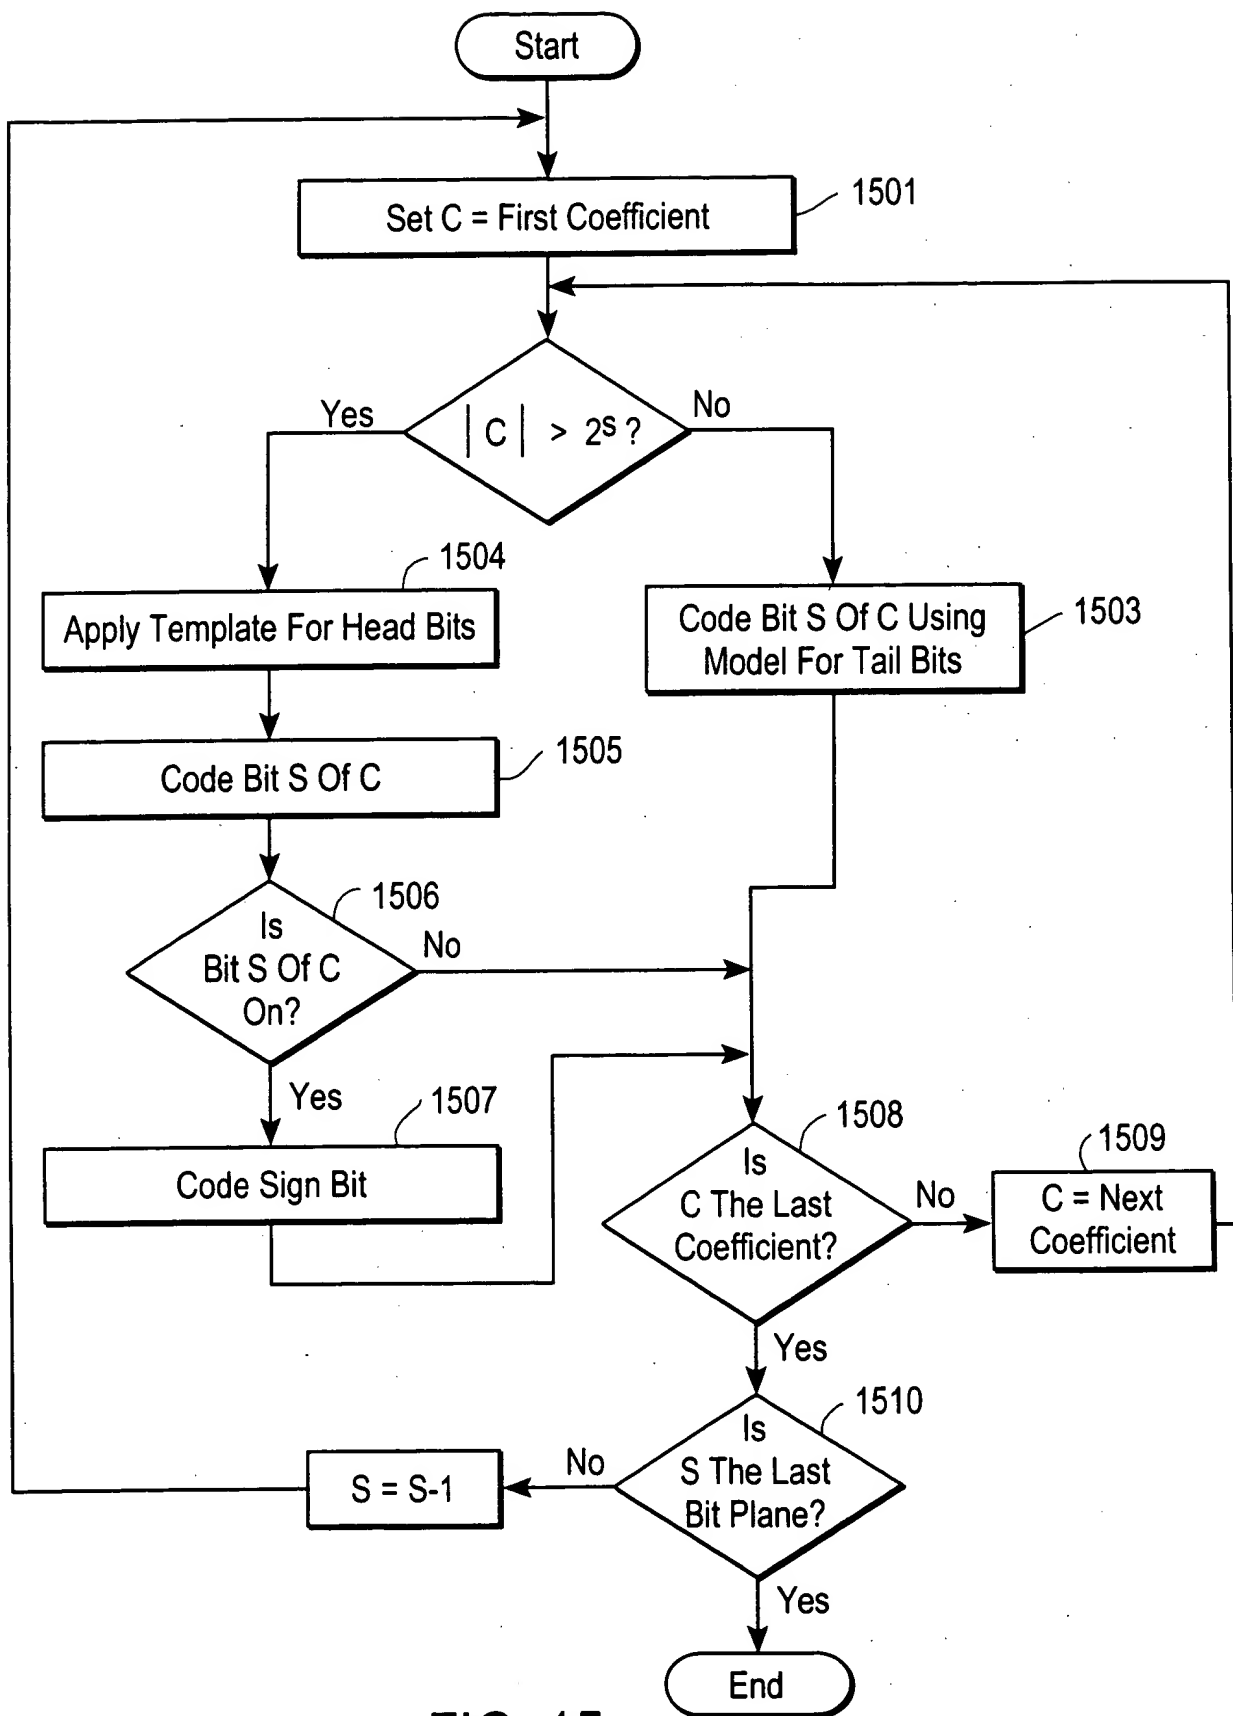 Start
Set C = First Coefficient
1501
Yes
| C | > 2^S ?
No
1504
Apply Template For Head Bits
Code Bit S Of C Using
Model For Tail Bits
1503
Code Bit S Of C
1505
Is
Bit S Of C
On?
1506
No
Yes
1507
Code Sign Bit
1508
Is
C The Last
Coefficient?
No
1509
C = Next
Coefficient
Yes
1510
Is
S The Last
Bit Plane?
No
S = S-1
Yes
End